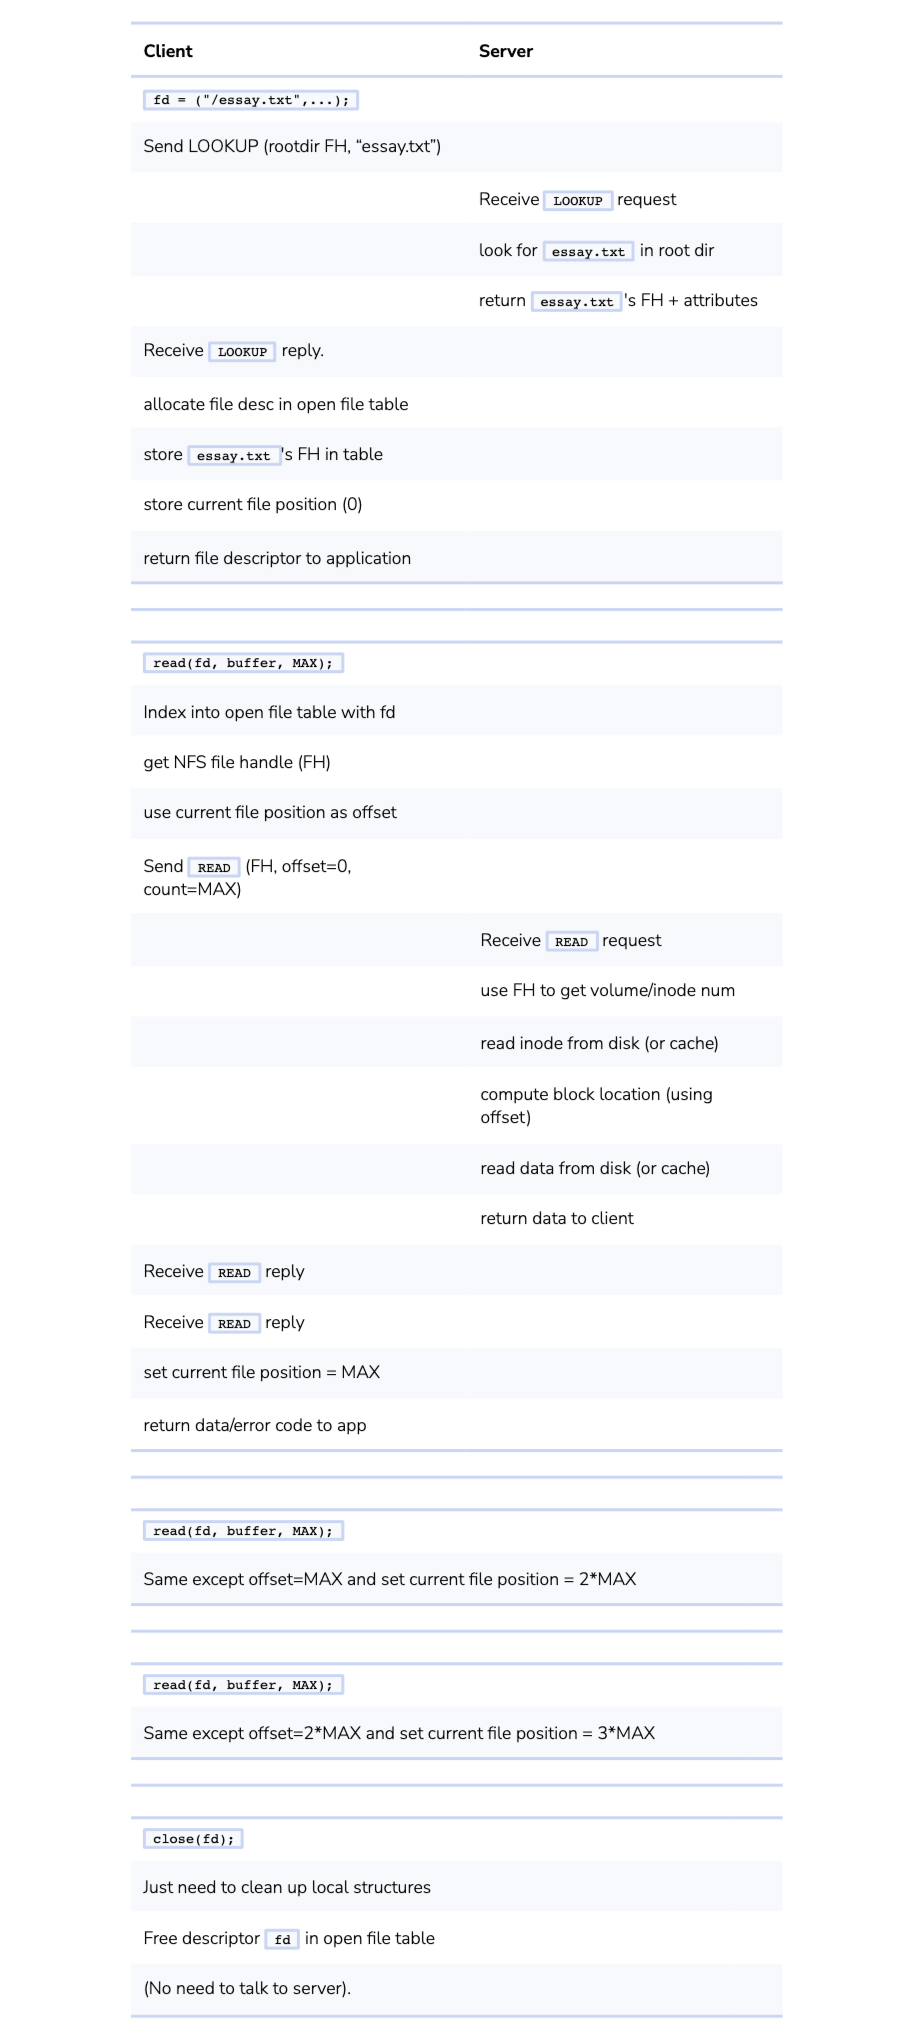 Client Server
fd = ("/essay.txt",...);
Send LOOKUP (rootdir FH, “essay.txt”)
Receive LOOKUP request
look for essay.txt in root dir
return essay.txt 's FH + attributes
Receive LOOKUP reply.
allocate file desc in open file table
store essay.txt 's FH in table
store current file position (0)
return file descriptor to application
read(fd, buffer, MAX);
Index into open file table with fd
get NFS file handle (FH)
use current file position as offset
Send READ (FH, offset=0,
count=MAX)
Receive READ request
use FH to get volume/inode num
read inode from disk (or cache)
compute block location (using
offset)
read data from disk (or cache)
return data to client
Receive READ reply
Receive READ reply
set current file position = MAX
return data/error code to app
read(fd, buffer, MAX);
Same except offset=MAX and set current file position = 2*MAX
read(fd, buffer, MAX);
Same except offset=2*MAX and set current file position = 3*MAX
close(fd);
Just need to clean up local structures
Free descriptor fd in open file table
(No need to talk to server).